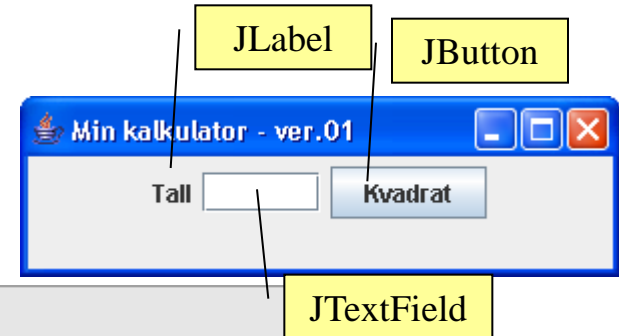 JLabel
JButton
Min kalkulator - ver.01
Tall
Kvadrat
JTextField